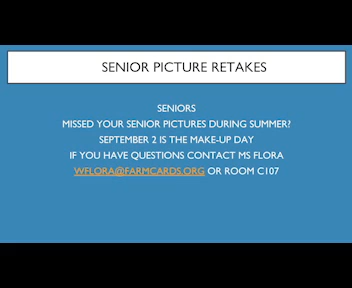 SENIOR PICTURE RETAKES
SENIORS
MISSED YOUR SENIOR PICTURES DURING SUMMER?
SEPTEMBER 2 IS THE MAKE-UP DAY
IF YOU HAVE QUESTIONS CONTACT MS FLORA
WFLORA@FARMCARDS.ORG OR ROOM C107